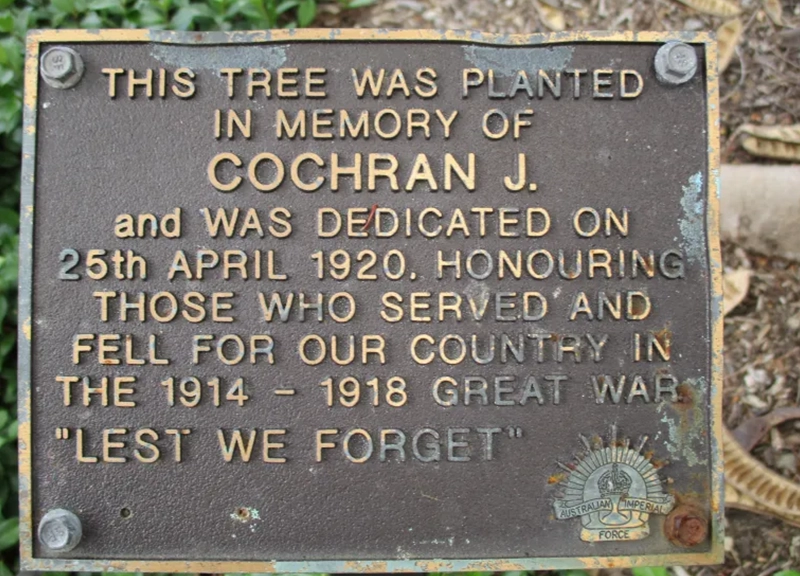 THIS TREE WAS PLANTED
IN MEMORY OF
COCHRAN J.
and WAS DEDICATED ON
25th APRIL 1920. HONOURING
THOSE WHO SERVED AND
FELL FOR OUR COUNTRY IN
THE 1914 - 1918 GREAT WAR
"LEST WE FORGET"
AUSTRALIAN IMPERIAL
FORCE